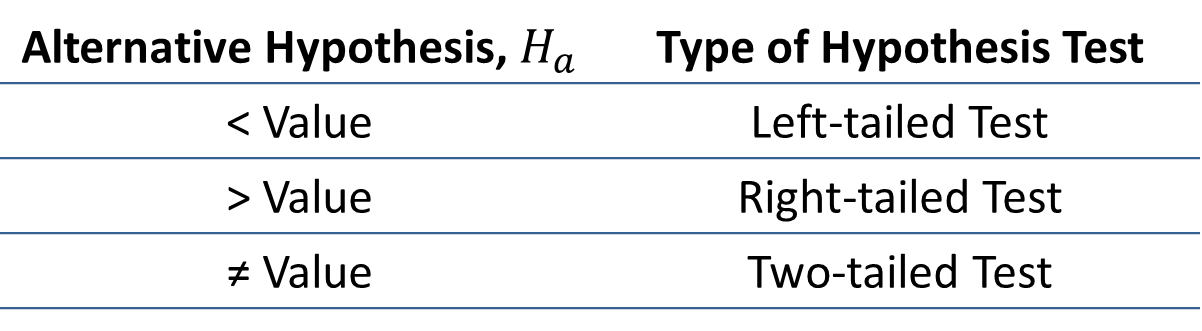 Alternative Hypothesis, Hₐ Type of Hypothesis Test
< Value Left-tailed Test
> Value Right-tailed Test
≠ Value Two-tailed Test